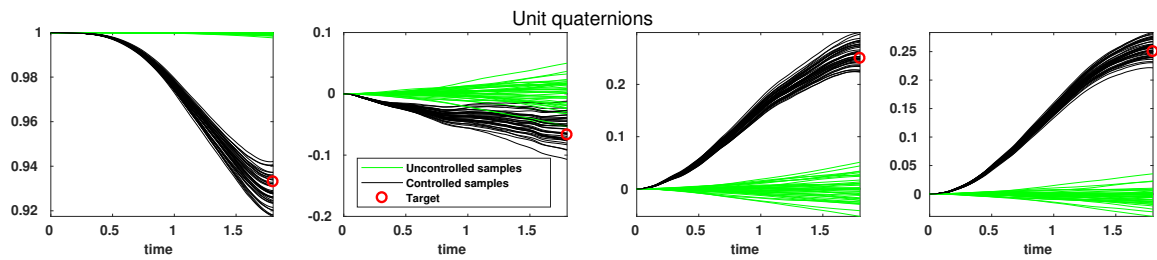 Unit quaternions
1
0.98
0.96
0.94
0.92
0 0.5 1 1.5
time
0.1
0
-0.1
-0.2
Uncontrolled samples
Controlled samples
Target
0 0.5 1 1.5
time
0.2
0.1
0
0 0.5 1 1.5
time
0.25
0.2
0.15
0.1
0.05
0
0 0.5 1 1.5
time